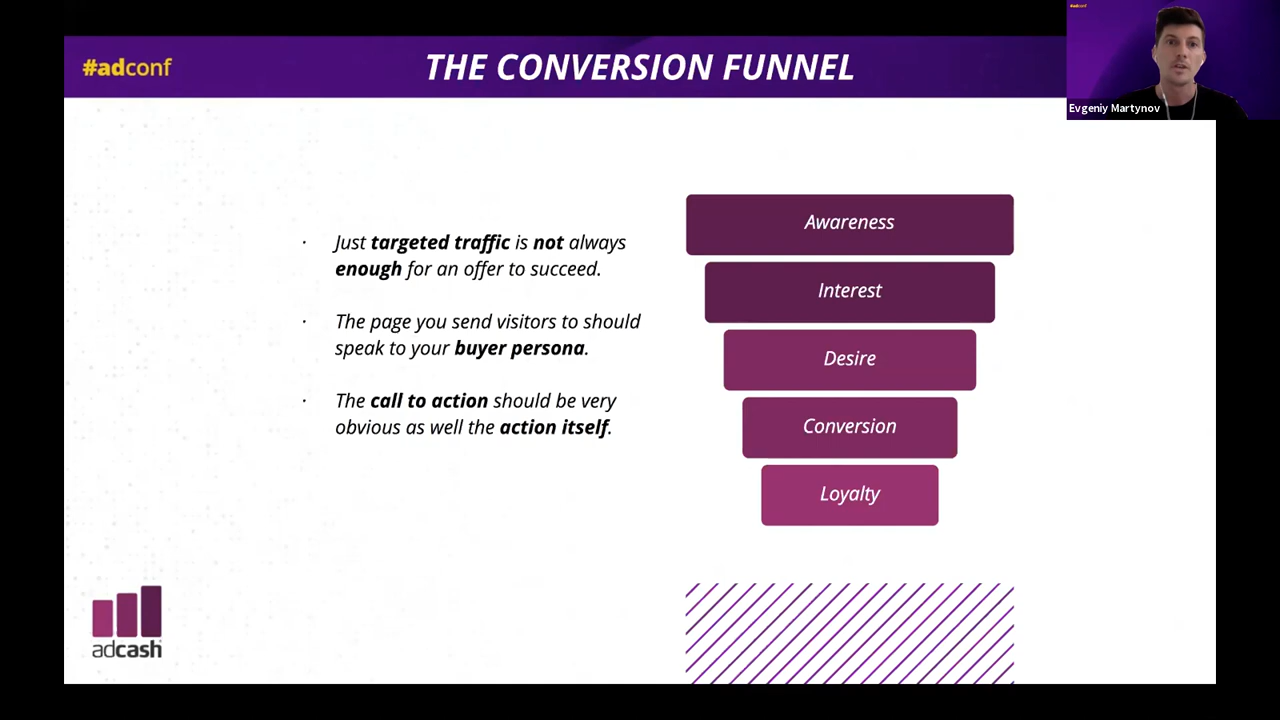 #adconf
THE CONVERSION FUNNEL
#adconf
Evgeniy Martynov
· Just targeted traffic is not always
enough for an offer to succeed.
· The page you send visitors to should
speak to your buyer persona.
· The call to action should be very
obvious as well the action itself.
Awareness
Interest
Desire
Conversion
Loyalty
adcash